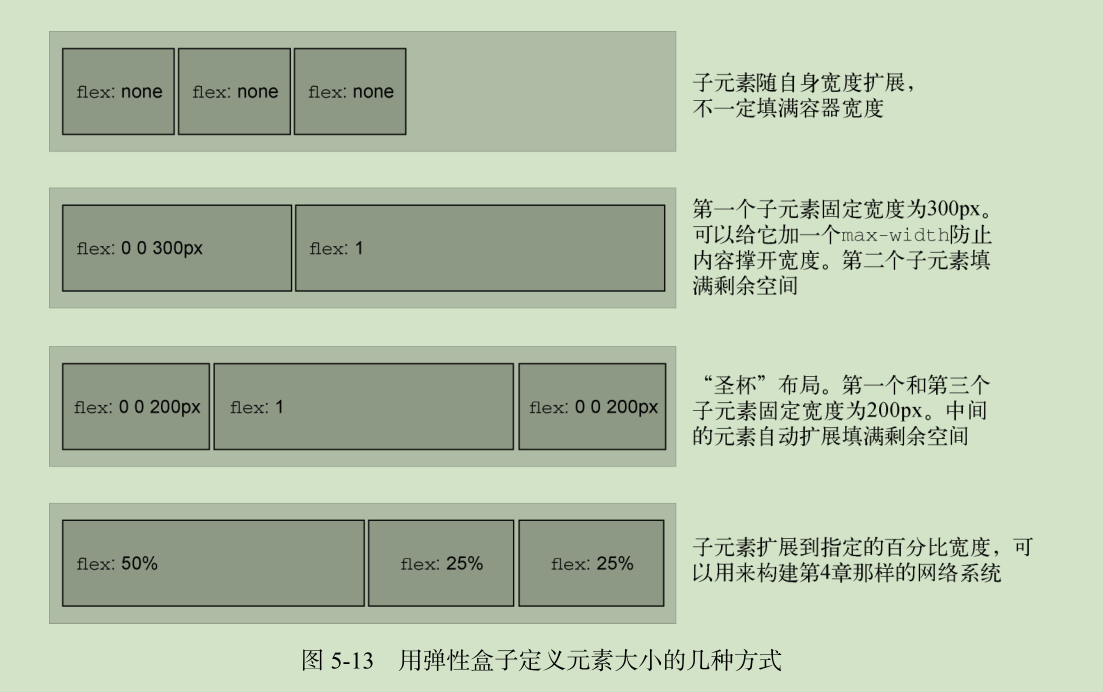 flex: none flex: none flex: none
子元素随自身宽度扩展，
不一定填满容器宽度
flex: 0 0 300px flex: 1
第一个子元素固定宽度为300px。
可以给它加一个max-width防止
内容撑开宽度。第二个子元素填
满剩余空间
flex: 0 0 200px flex: 1 flex: 0 0 200px
“圣杯”布局。第一个和第三个
子元素固定宽度为200px。中间
的元素自动扩展填满剩余空间
flex: 50% flex: 25% flex: 25%
子元素扩展到指定的百分比宽度，可
以用来构建第4章那样的网络系统
图 5-13 用弹性盒子定义元素大小的几种方式